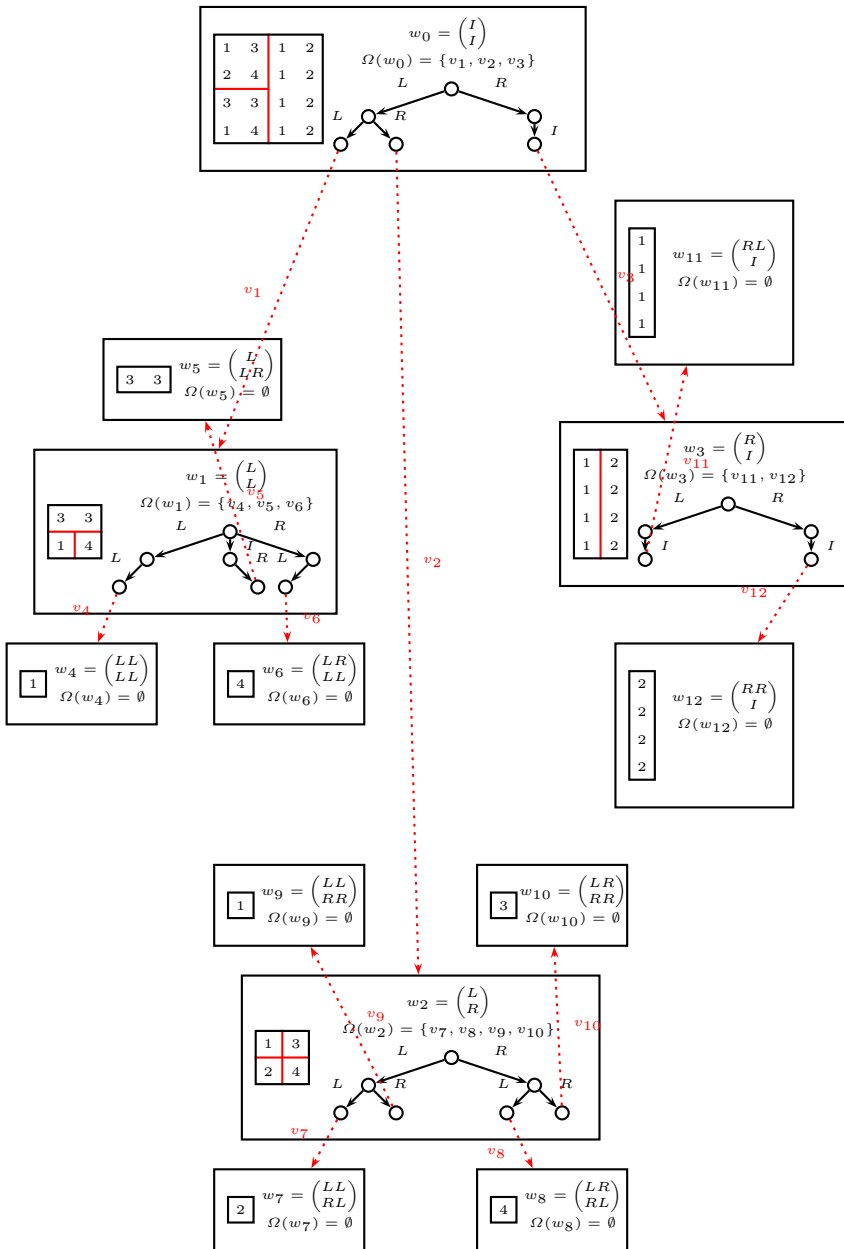 w₀ = (I I)
Ω(w₀) = {v₁, v₂, v₃}
1 3 1 2
2 4 1 2
3 3 1 2
1 4 1 2
L R
L R I
v₁
v₂
v₃
w₁₁ = (RL I)
Ω(w₁₁) = ∅
1
1
1
1
w₅ = (L LR)
Ω(w₅) = ∅
3 3
w₁ = (L L)
Ω(w₁) = {v₄, v₅, v₆}
3 3
1 4
L I R
L R L
v₄
v₅
v₆
w₃ = (R I)
Ω(w₃) = {v₁₁, v₁₂}
1 2
1 2
1 2
1 2
L R
I I
v₁₁
v₁₂
w₄ = (LL LL)
Ω(w₄) = ∅
1
w₆ = (LR LL)
Ω(w₆) = ∅
4
w₁₂ = (RR I)
Ω(w₁₂) = ∅
2
2
2
2
w₉ = (LL RR)
Ω(w₉) = ∅
1
w₁₀ = (LR RR)
Ω(w₁₀) = ∅
3
w₂ = (L R)
Ω(w₂) = {v₇, v₈, v₉, v₁₀}
1 3
2 4
L R
L R L R
v₉
v₁₀
v₇
v₈
w₇ = (LL RL)
Ω(w₇) = ∅
2
w₈ = (LR RL)
Ω(w₈) = ∅
4